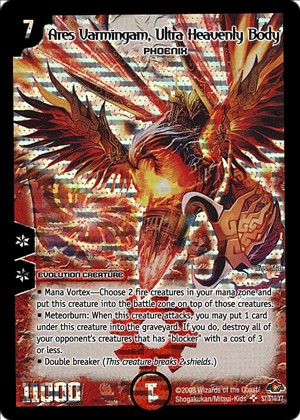 7
Ares Varmingam, Ultra Heavenly Body
PHOENIX
EVOLUTION CREATURE
■ Mana Vortex—Choose 2 fire creatures in your mana zone and
put this creature into the battle zone on top of those creatures.
■ Meteorburn: When this creature attacks, you may put 1 card
under this creature into the graveyard. If you do, destroy all of
your opponent's creatures that has "blocker" with a cost of 3
or less.
■ Double breaker (This creature breaks 2 shields.)
11000
1
©2005 Wizards of the Coast/
Shogakukan/Mitsui-Kids